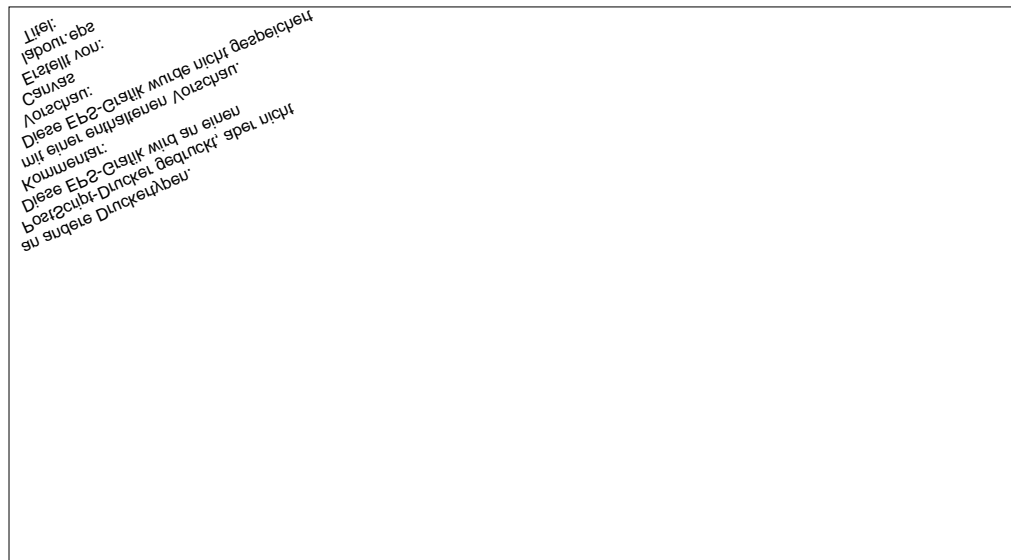 Titel:
labour.eps
Erstellt von:
Canvas
Vorschau:
Diese EPS-Grafik wurde nicht gespeichert
mit einer enthaltenen Vorschau.
Kommentar:
Diese EPS-Grafik wird an einen
PostScript-Drucker gedruckt, aber nicht
an andere Druckertypen.